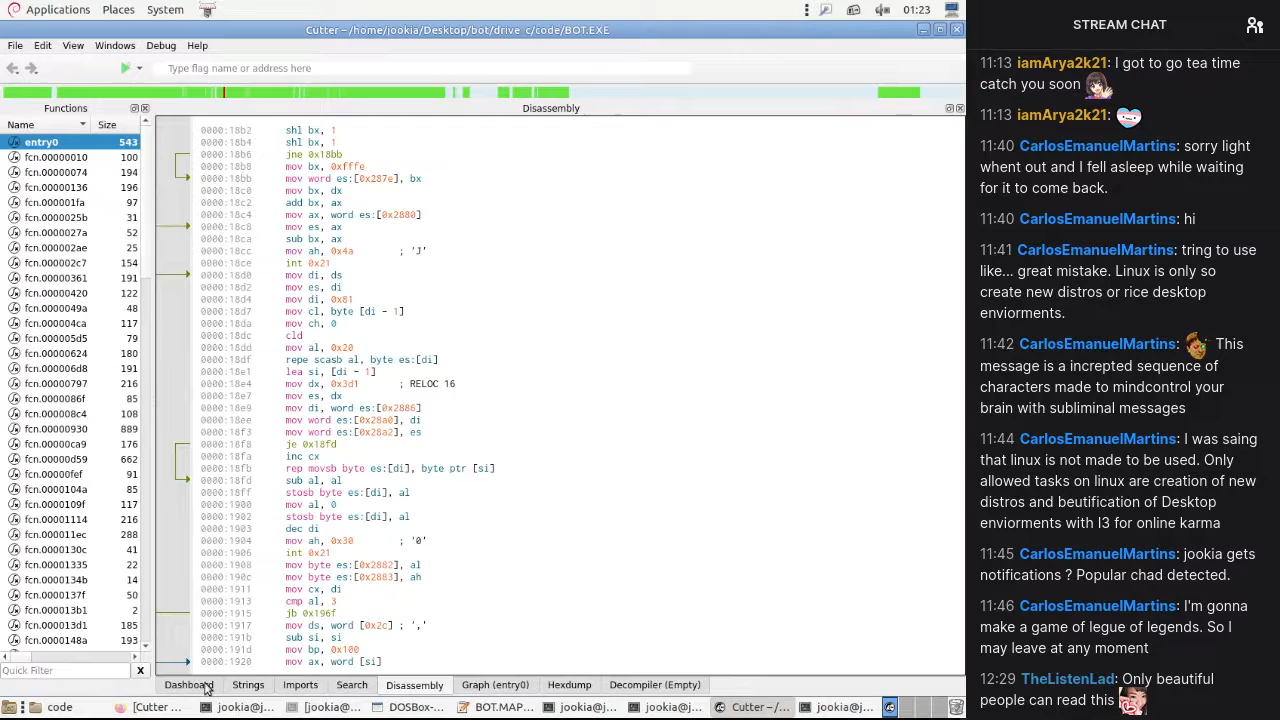 Applications Places System 01:23
Cutter – /home/jookia/Desktop/bot/drive_c/code/BOT.EXE
File Edit View Windows Debug Help
Type flag name or address here
Functions
Name Size
entry0 543
fcn.00000010 100
fcn.00000074 194
fcn.00000136 196
fcn.000001fa 97
fcn.0000025b 31
fcn.0000027a 52
fcn.000002ae 25
fcn.000002c7 154
fcn.00000361 191
fcn.00000420 122
fcn.0000049a 48
fcn.000004ca 117
fcn.000005d5 79
fcn.00000624 180
fcn.000006d8 191
fcn.00000797 216
fcn.0000086f 85
fcn.000008c4 108
fcn.00000930 889
fcn.00000ca9 176
fcn.00000d59 662
fcn.00000fef 91
fcn.0000104a 85
fcn.0000109f 117
fcn.00001114 216
fcn.000011ec 288
fcn.0000130c 41
fcn.00001335 22
fcn.0000134b 14
fcn.0000137f 50
fcn.000013b1 2
fcn.000013d1 185
fcn.0000148a 193
Quick Filter X
Disassembly
0000:18b2 shl bx, 1
0000:18b4 shl bx, 1
0000:18b6 jne 0x18bb
0000:18b8 mov bx, 0xfffe
0000:18bb mov word es:[0x287e], bx
0000:18c0 mov bx, dx
0000:18c2 add bx, ax
0000:18c4 mov ax, word es:[0x2880]
0000:18c8 mov es, ax
0000:18ca sub bx, ax
0000:18cc mov ah, 0x4a ; 'J'
0000:18ce int 0x21
0000:18d0 mov di, ds
0000:18d2 mov es, di
0000:18d4 mov di, 0x81
0000:18d7 mov cl, byte [di - 1]
0000:18da mov ch, 0
0000:18dc cld
0000:18dd mov al, 0x20
0000:18df repe scasb al, byte es:[di]
0000:18e1 lea si, [di - 1]
0000:18e4 mov dx, 0x3d1 ; RELOC 16
0000:18e7 mov es, dx
0000:18e9 mov di, word es:[0x2886]
0000:18ee mov word es:[0x28a0], di
0000:18f3 mov word es:[0x28a2], es
0000:18f8 je 0x18fd
0000:18fa inc cx
0000:18fb rep movsb byte es:[di], byte ptr [si]
0000:18fd sub al, al
0000:18ff stosb byte es:[di], al
0000:1900 mov al, 0
0000:1902 stosb byte es:[di], al
0000:1903 dec di
0000:1904 mov ah, 0x30 ; '0'
0000:1906 int 0x21
0000:1908 mov byte es:[0x2882], al
0000:190c mov byte es:[0x2883], ah
0000:1911 mov cx, di
0000:1913 cmp al, 3
0000:1915 jb 0x196f
0000:1917 mov ds, word [0x2c] ; ','
0000:191b sub si, si
0000:191d mov bp, 0x100
0000:1920 mov ax, word [si]
Dashboard Strings Imports Search Disassembly Graph (entry0) Hexdump Decompiler (Empty)
code [Cutter ... jookia@j... [jookia@... DOSBox-... BOT.MAP... jookia@j... jookia@j... Cutter –/... jookia@j...
STREAM CHAT
11:13 iamArya2k21: I got to go tea time
catch you soon
11:13 iamArya2k21:
11:40 CarlosEmanuelMartins: sorry light
whent out and I fell asleep while waiting
for it to come back.
11:40 CarlosEmanuelMartins: hi
11:41 CarlosEmanuelMartins: tring to use
like... great mistake. Linux is only so
create new distros or rice desktop
enviorments.
11:42 CarlosEmanuelMartins: This
message is a increpted sequence of
characters made to mindcontrol your
brain with subliminal messages
11:44 CarlosEmanuelMartins: I was saing
that linux is not made to be used. Only
allowed tasks on linux are creation of new
distros and beutification of Desktop
enviorments with I3 for online karma
11:45 CarlosEmanuelMartins: jookia gets
notifications ? Popular chad detected.
11:46 CarlosEmanuelMartins: I'm gonna
make a game of legue of legends. So I
may leave at any moment
12:29 TheListenLad: Only beautiful
people can read this